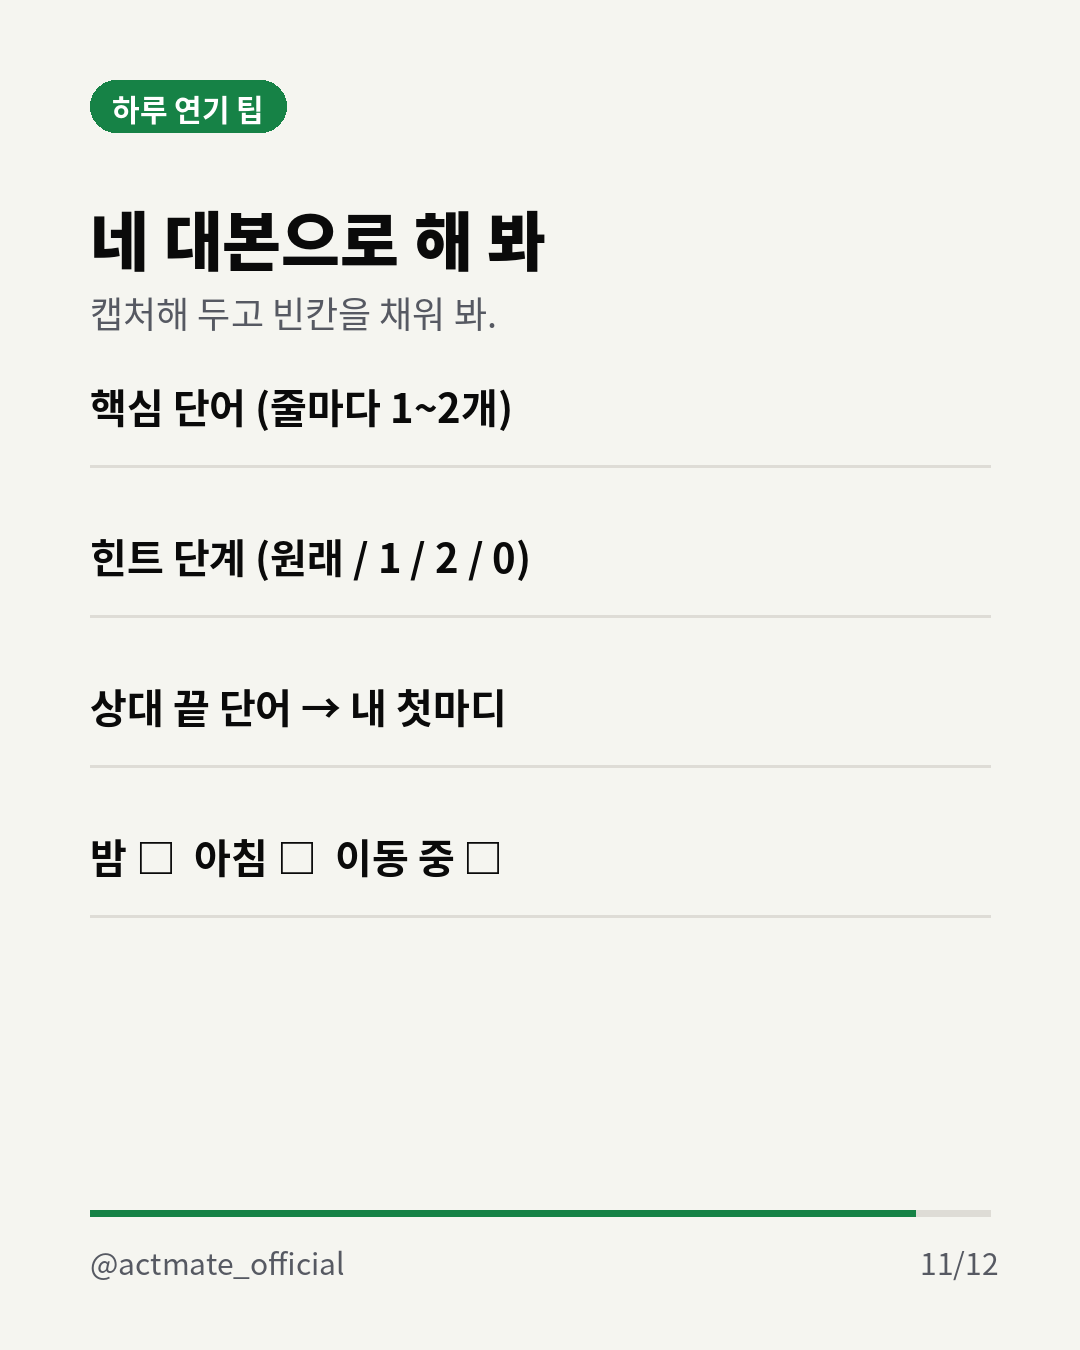 하루 연기 팁
네 대본으로 해 봐
캡처해 두고 빈칸을 채워 봐.
핵심 단어 (줄마다 1~2개)
힌트 단계 (원래 / 1 / 2 / 0)
상대 끝 단어 → 내 첫마디
밤 □ 아침 □ 이동 중 □
@actmate_official
11/12